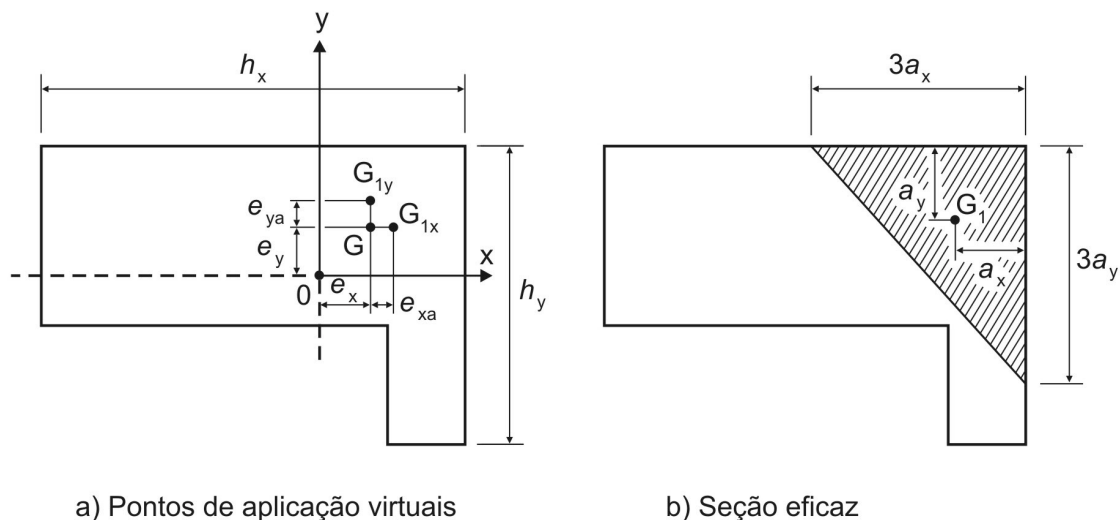 y
h_x
G_1y
e_ya
G_1x
e_y
G
x
0
e_x
e_xa
h_y
a) Pontos de aplicação virtuais
3a_x
a_y
G_1
a_x
3a_y
b) Seção eficaz